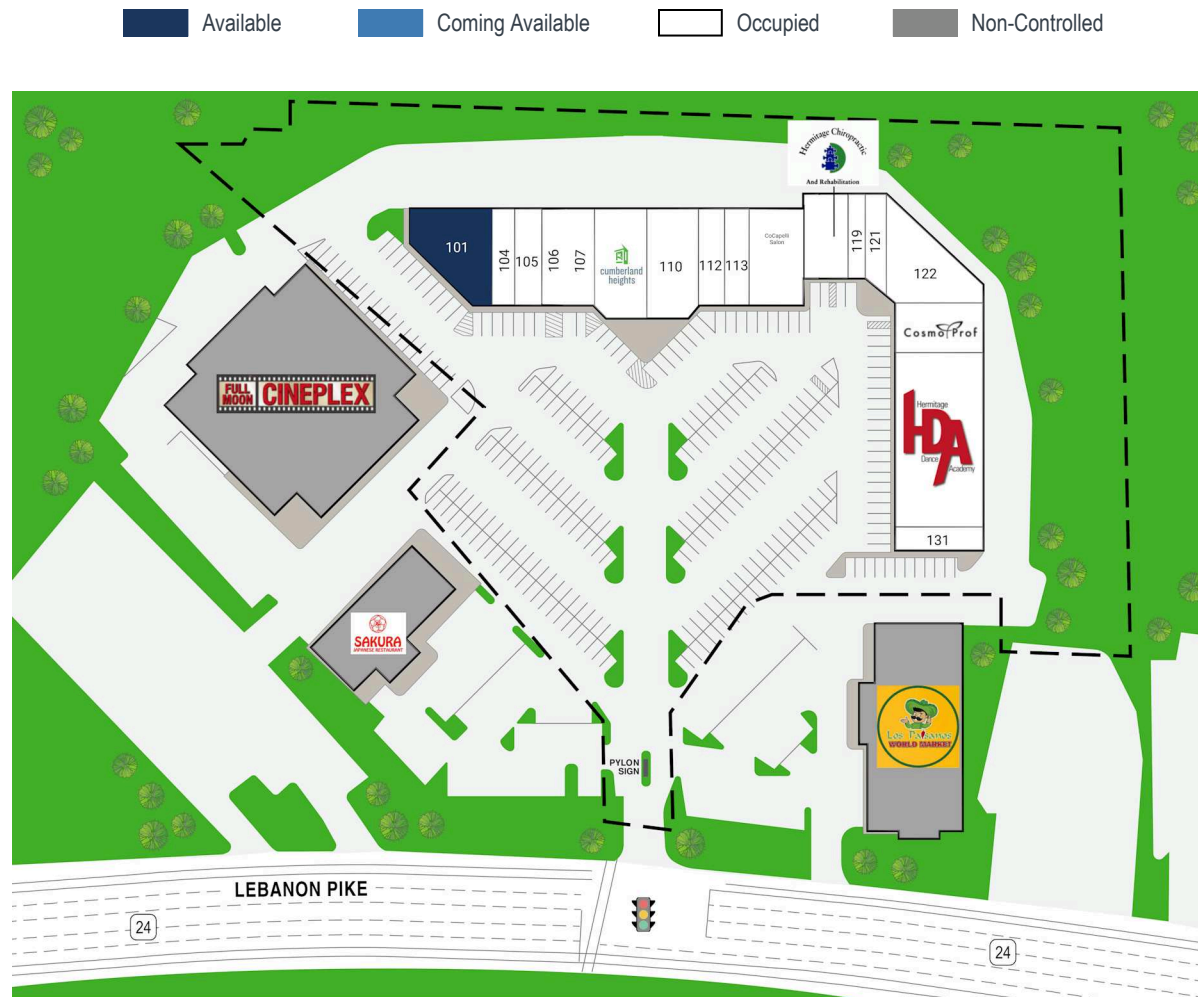 Available
Coming Available
Occupied
Non-Controlled
Hermitage Chiropractic
And Rehabilitation
101
104
105
106
107
cumberland
heights
110
112
113
CoCapelli
Salon
119
121
122
CosmoProf
Hermitage
HDA
Dance
Academy
131
FULL
MOON
CINEPLEX
SAKURA
JAPANESE RESTAURANT
Los Paisanos
WORLD MARKET
PYLON
SIGN
LEBANON PIKE
24
24